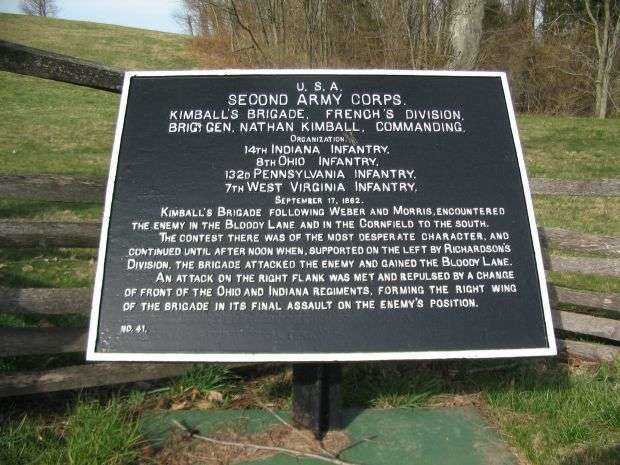 U.S.A.
SECOND ARMY CORPS.
KIMBALL'S BRIGADE, FRENCH'S DIVISION,
BRIG. GEN. NATHAN KIMBALL, COMMANDING.
ORGANIZATION.
14TH INDIANA INFANTRY,
8TH OHIO INFANTRY,
132D PENNSYLVANIA INFANTRY,
7TH WEST VIRGINIA INFANTRY,
SEPTEMBER 17, 1862.
KIMBALL'S BRIGADE FOLLOWING WEBER AND MORRIS, ENCOUNTERED
THE ENEMY IN THE BLOODY LANE AND IN THE CORNFIELD TO THE SOUTH.
THE CONTEST THERE WAS OF THE MOST DESPERATE CHARACTER, AND
CONTINUED UNTIL AFTER NOON WHEN, SUPPORTED ON THE LEFT BY RICHARDSON'S
DIVISION, THE BRIGADE ATTACKED THE ENEMY AND GAINED THE BLOODY LANE.
AN ATTACK ON THE RIGHT FLANK WAS MET AND REPULSED BY A CHANGE
OF FRONT OF THE OHIO AND INDIANA REGIMENTS, FORMING THE RIGHT WING
OF THE BRIGADE IN ITS FINAL ASSAULT ON THE ENEMY'S POSITION.
NO. 41.